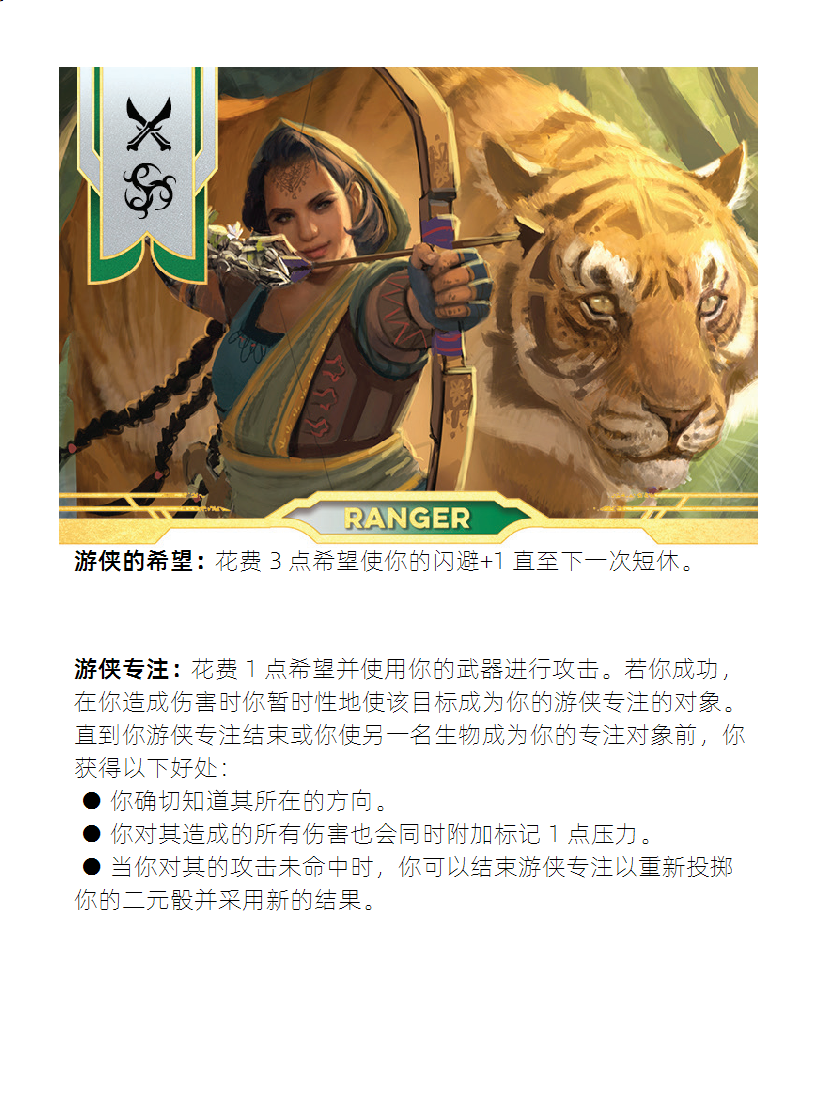 RANGER
游侠的希望：花费 3 点希望使你的闪避+1 直至下一次短休。
游侠专注：花费 1 点希望并使用你的武器进行攻击。若你成功，
在你造成伤害时你暂时性地使该目标成为你的游侠专注的对象。
直到你游侠专注结束或你使另一名生物成为你的专注对象前，你
获得以下好处：
● 你确切知道其所在的方向。
● 你对其造成的所有伤害也会同时附加标记 1 点压力。
● 当你对其的攻击未命中时，你可以结束游侠专注以重新投掷
你的二元骰并采用新的结果。